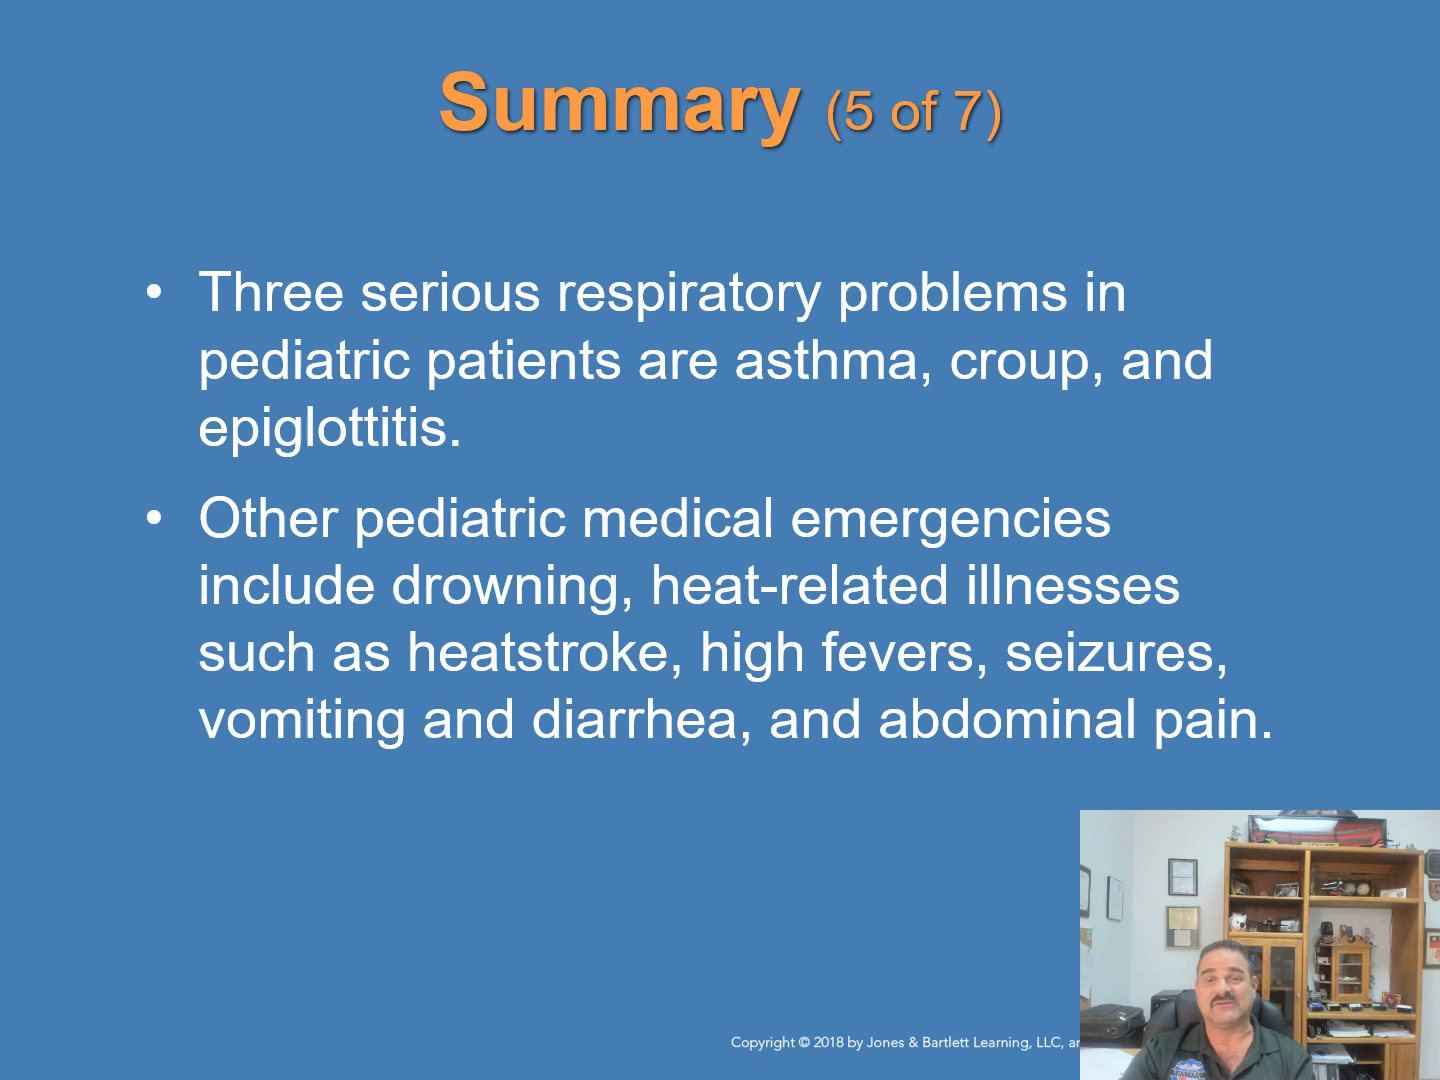 Summary (5 of 7)
• Three serious respiratory problems in
pediatric patients are asthma, croup, and
epiglottitis.
• Other pediatric medical emergencies
include drowning, heat-related illnesses
such as heatstroke, high fevers, seizures,
vomiting and diarrhea, and abdominal pain.
Copyright © 2018 by Jones & Bartlett Learning, LLC,